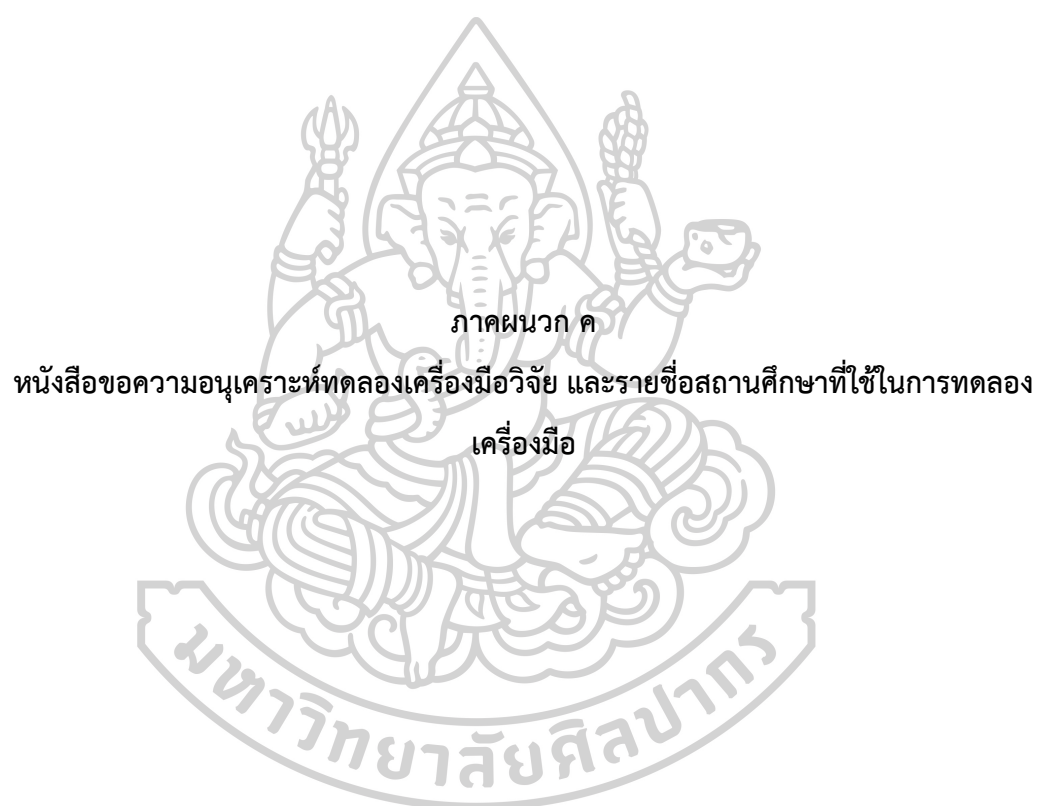 ภาคผนวก ค
หนังสือขอความอนุเคราะห์ทดลองเครื่องมือวิจัย และรายชื่อสถานศึกษาที่ใช้ในการทดลอง
เครื่องมือ
มหาวิทยาลัยศิลปากร